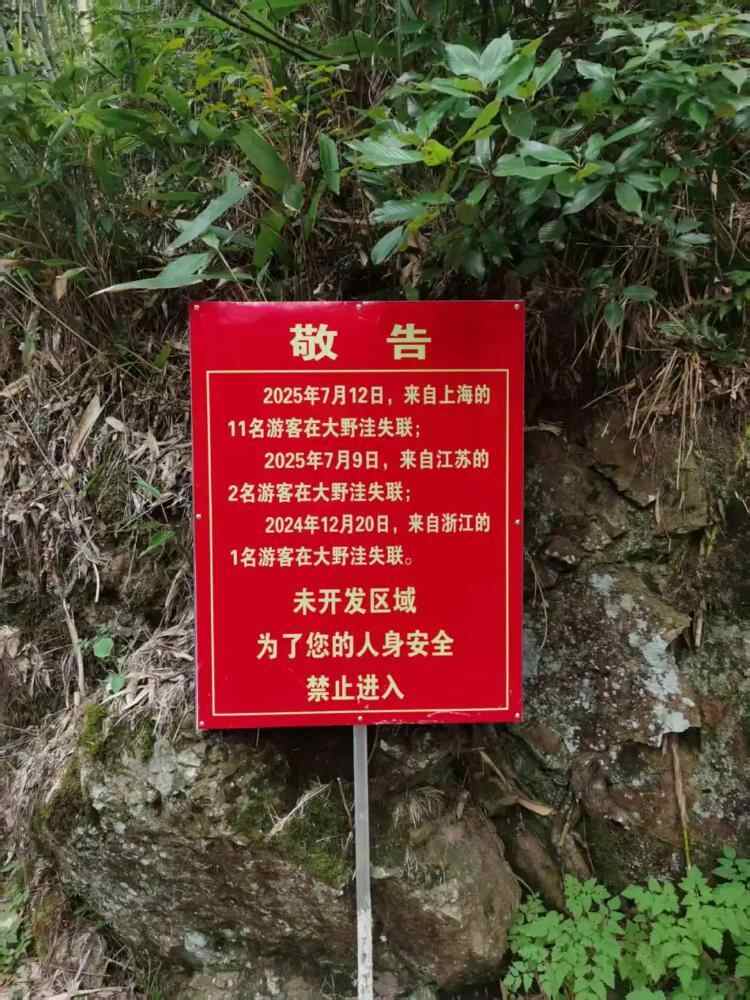 敬 告
2025年7月12日，来自上海的
11名游客在大野洼失联；
2025年7月9日，来自江苏的
2名游客在大野洼失联；
2024年12月20日，来自浙江的
1名游客在大野洼失联。
未开发区域
为了您的人身安全
禁止进入